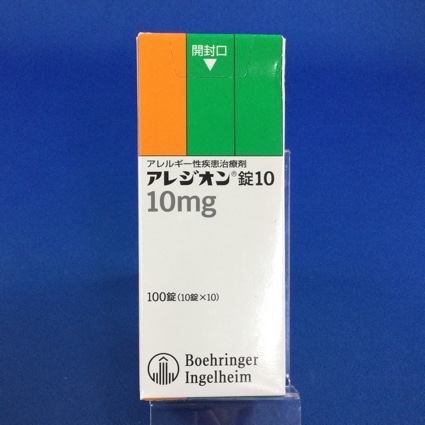 開封口
アレルギー性疾患治療剤
アレジオン®錠10
10mg
100錠(10錠×10)
Boehringer
Ingelheim